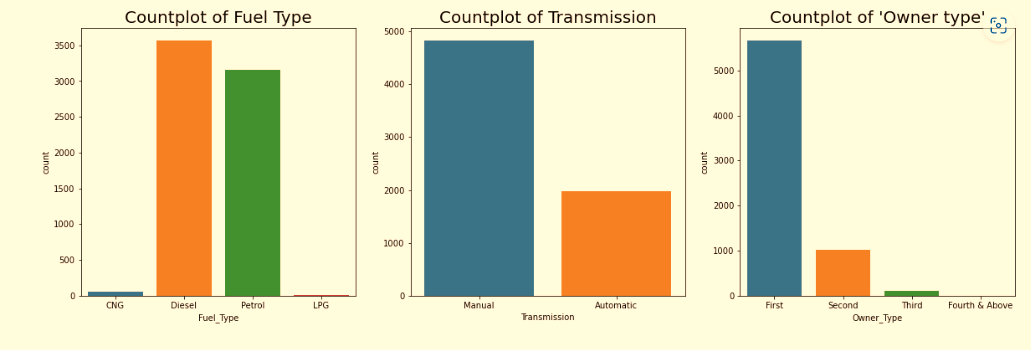 Countplot of Fuel Type
3500
3000
2500
2000
1500
1000
500
0
count
CNG Diesel Petrol LPG
Fuel_Type
Countplot of Transmission
5000
4000
3000
2000
1000
0
count
Manual Automatic
Transmission
Countplot of 'Owner type'
5000
4000
3000
2000
1000
0
count
First Second Third Fourth & Above
Owner_Type